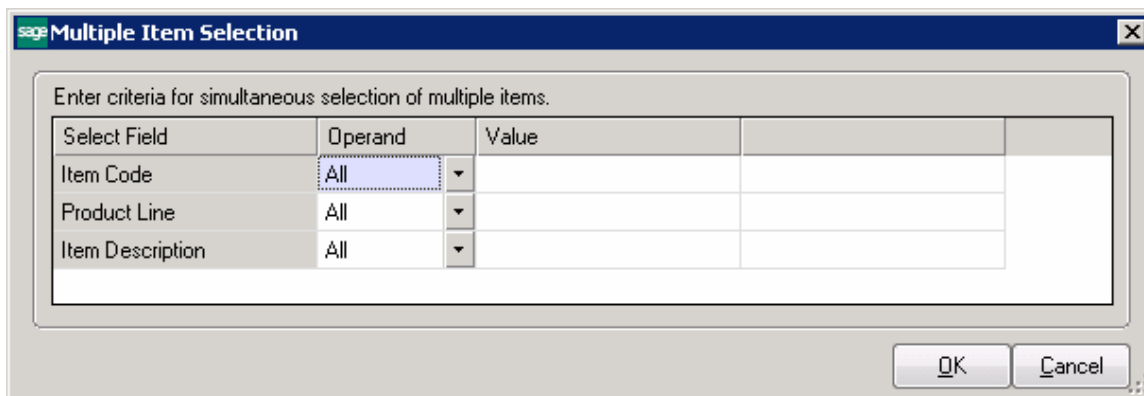 sage Multiple Item Selection
Enter criteria for simultaneous selection of multiple items.
Select Field Operand Value
Item Code All
Product Line All
Item Description All
OK Cancel